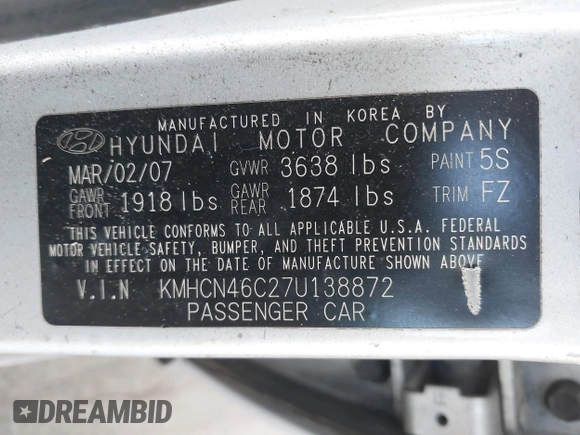 MANUFACTURED IN KOREA BY
HYUNDAI MOTOR COMPANY
MAR/02/07 GVWR 3638 lbs PAINT 5S
GAWR FRONT 1918 lbs GAWR REAR 1874 lbs TRIM FZ
THIS VEHICLE CONFORMS TO ALL APPLICABLE U.S.A. FEDERAL
MOTOR VEHICLE SAFETY, BUMPER, AND THEFT PREVENTION STANDARDS
IN EFFECT ON THE DATE OF MANUFACTURE SHOWN ABOVE
V.I.N KMHCN46C27U138872
PASSENGER CAR
DREAMBID